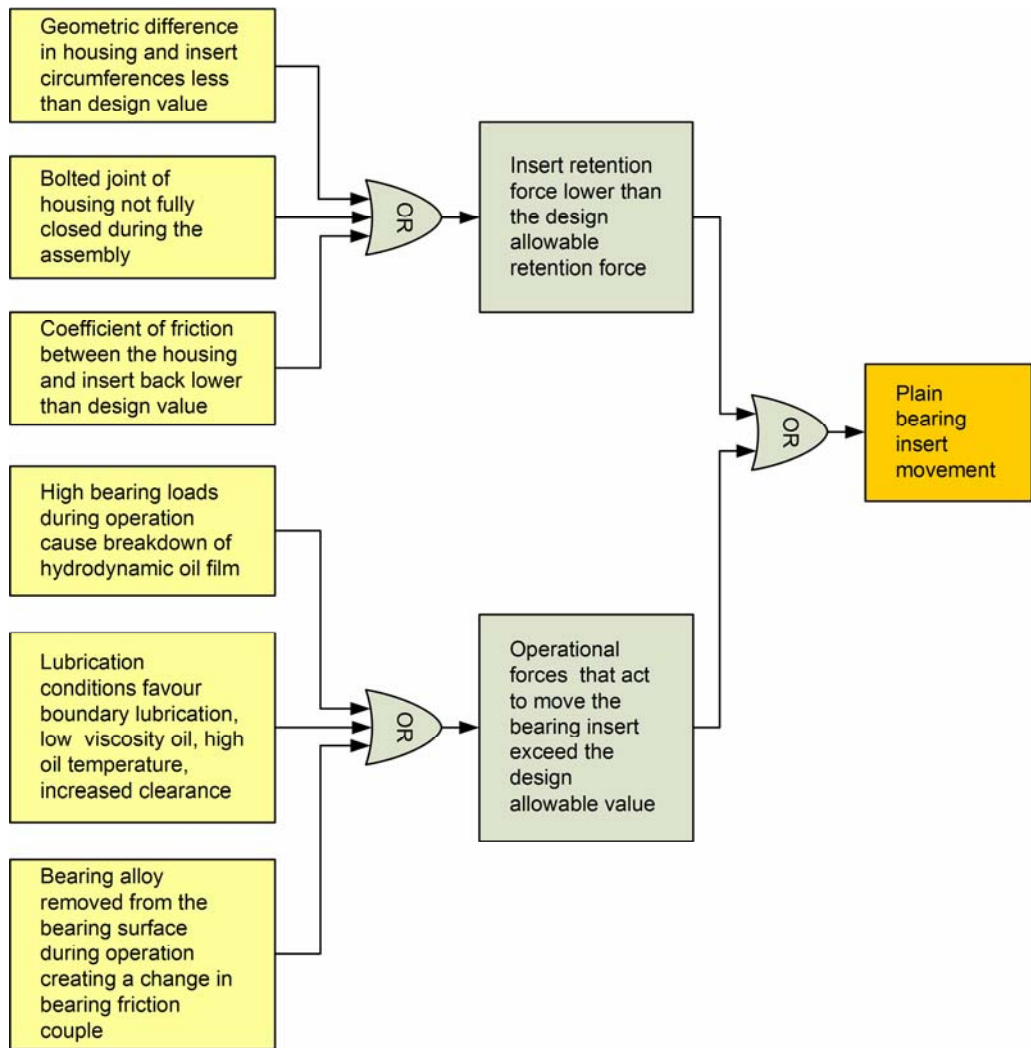 Geometric difference
in housing and insert
circumferences less
than design value
Bolted joint of
housing not fully
closed during the
assembly
Coefficient of friction
between the housing
and insert back lower
than design value
OR
Insert retention
force lower than
the design
allowable
retention force
High bearing loads
during operation
cause breakdown of
hydrodynamic oil film
Lubrication
conditions favour
boundary lubrication,
low viscosity oil, high
oil temperature,
increased clearance
Bearing alloy
removed from the
bearing surface
during operation
creating a change in
bearing friction
couple
OR
Operational
forces that act
to move the
bearing insert
exceed the
design
allowable value
OR
Plain
bearing
insert
movement